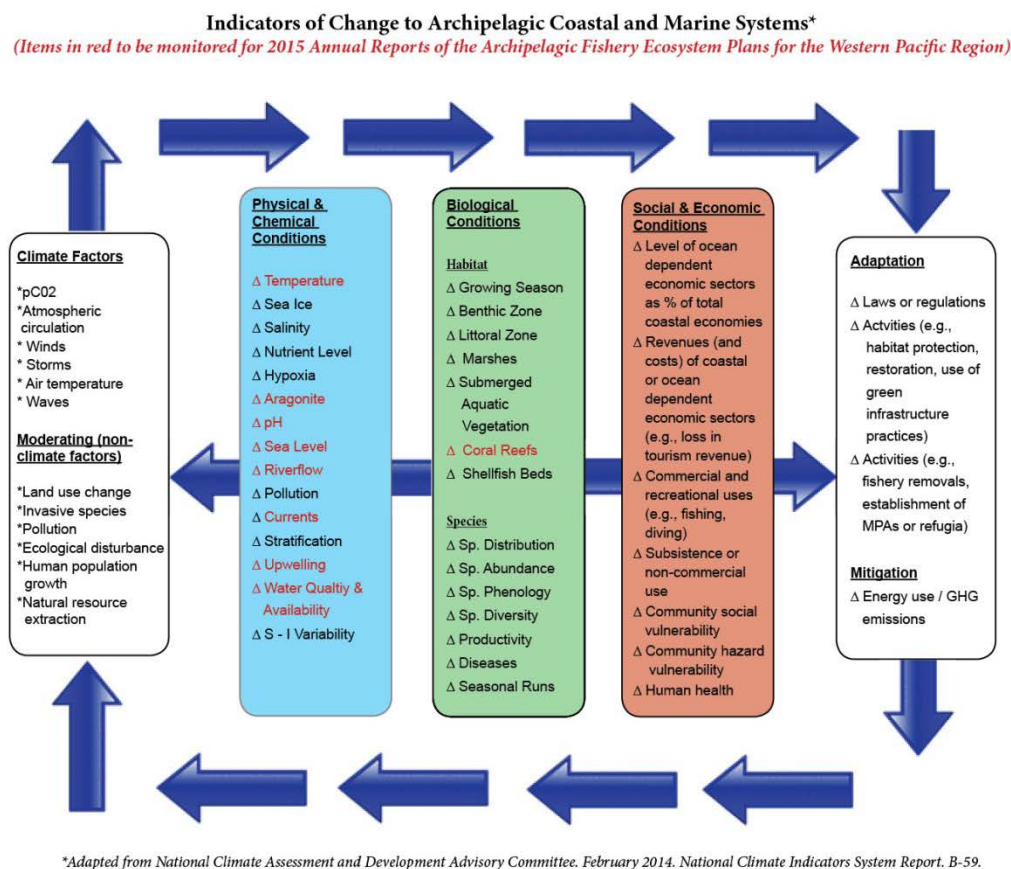 Indicators of Change to Archipelagic Coastal and Marine Systems*
(Items in red to be monitored for 2015 Annual Reports of the Archipelagic Fishery Ecosystem Plans for the Western Pacific Region)
Climate Factors
*pC02
*Atmospheric
circulation
* Winds
* Storms
* Air temperature
* Waves
Moderating (non-
climate factors)
*Land use change
*Invasive species
*Pollution
*Ecological disturbance
*Human population
growth
*Natural resource
extraction
Physical &
Chemical
Conditions
Δ Temperature
Δ Sea Ice
Δ Salinity
Δ Nutrient Level
Δ Hypoxia
Δ Aragonite
Δ pH
Δ Sea Level
Δ Riverflow
Δ Pollution
Δ Currents
Δ Stratification
Δ Upwelling
Δ Water Qualtiy &
Availability
Δ S - I Variability
Biological
Conditions
Habitat
Δ Growing Season
Δ Benthic Zone
Δ Littoral Zone
Δ Marshes
Δ Submerged
Aquatic
Vegetation
Δ Coral Reefs
Δ Shellfish Beds
Species
Δ Sp. Distribution
Δ Sp. Abundance
Δ Sp. Phenology
Δ Sp. Diversity
Δ Productivity
Δ Diseases
Δ Seasonal Runs
Social & Economic
Conditions
Δ Level of ocean
dependent
economic sectors
as % of total
coastal economies
Δ Revenues (and
costs) of coastal
or ocean
dependent
economic sectors
(e.g., loss in
tourism revenue)
Δ Commercial and
recreational uses
(e.g., fishing,
diving)
Δ Subsistence or
non-commercial
use
Δ Community social
vulnerability
Δ Community hazard
vulnerability
Δ Human health
Adaptation
Δ Laws or regulations
Δ Actvities (e.g.,
habitat protection,
restoration, use of
green
infrastructure
practices)
Δ Activities (e.g.,
fishery removals,
establishment of
MPAs or refugia)
Mitigation
Δ Energy use / GHG
emissions
*Adapted from National Climate Assessment and Development Advisory Committee. February 2014. National Climate Indicators System Report. B-59.